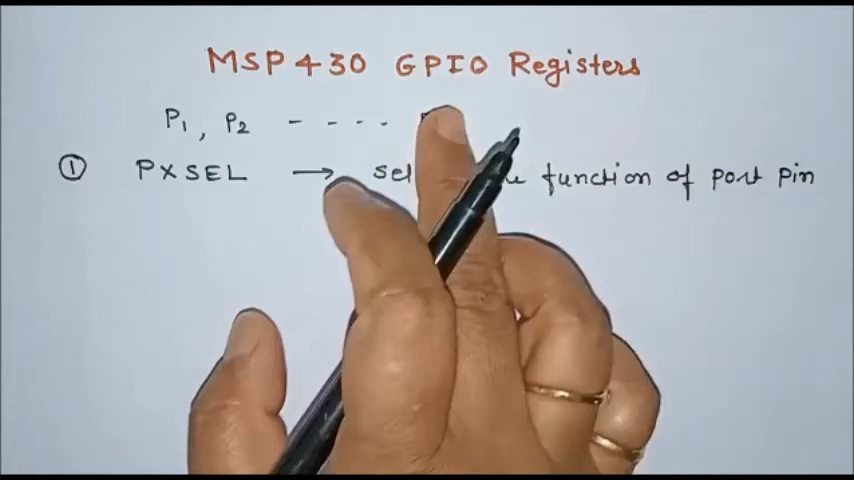 MSP430 GPIO Registers
P1, P2 - - - - -
① PXSEL → function of port pin